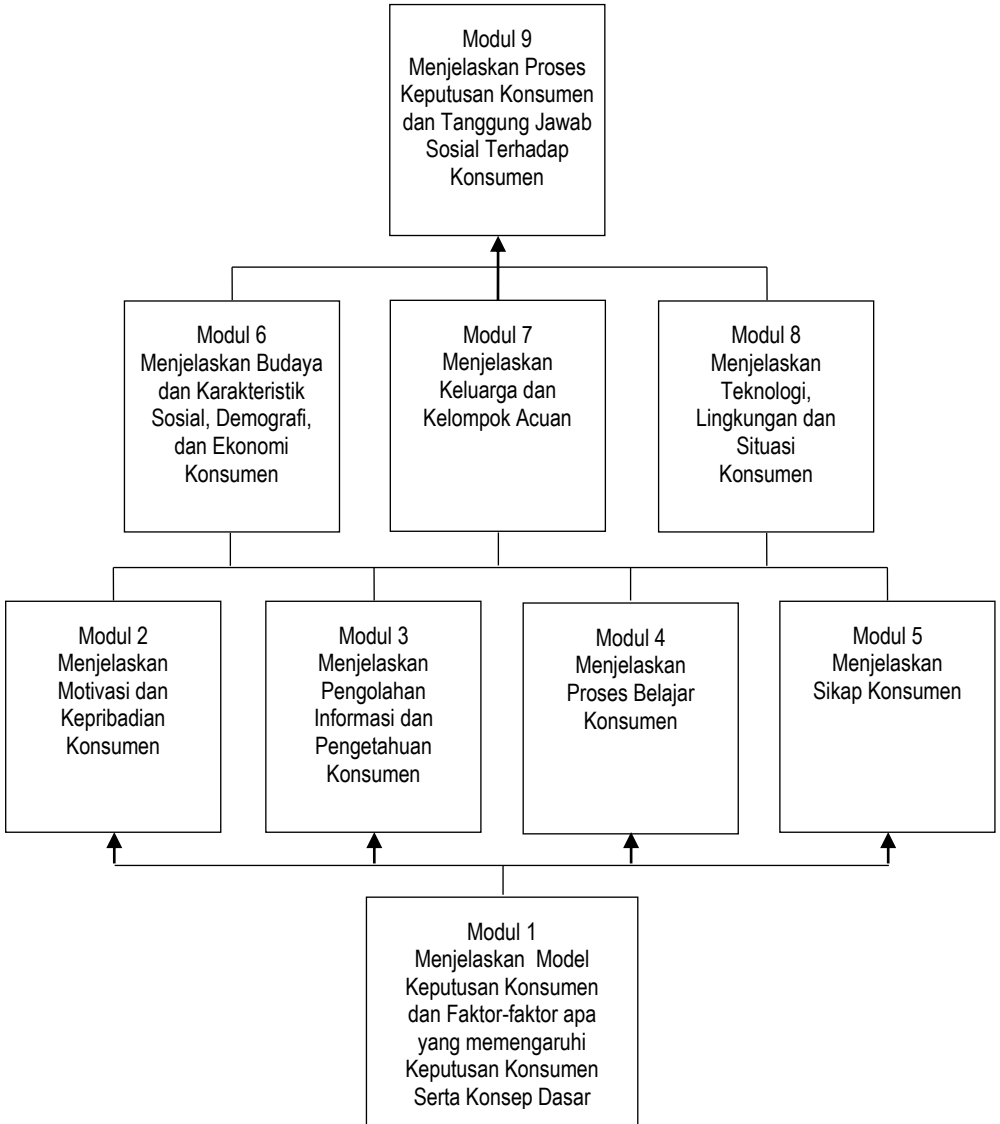 Modul 9
Menjelaskan Proses
Keputusan Konsumen
dan Tanggung Jawab
Sosial Terhadap
Konsumen
Modul 6
Menjelaskan Budaya
dan Karakteristik
Sosial, Demografi,
dan Ekonomi
Konsumen
Modul 7
Menjelaskan
Keluarga dan
Kelompok Acuan
Modul 8
Menjelaskan
Teknologi,
Lingkungan dan
Situasi
Konsumen
Modul 2
Menjelaskan
Motivasi dan
Kepribadian
Konsumen
Modul 3
Menjelaskan
Pengolahan
Informasi dan
Pengetahuan
Konsumen
Modul 4
Menjelaskan
Proses Belajar
Konsumen
Modul 5
Menjelaskan
Sikap Konsumen
Modul 1
Menjelaskan  Model
Keputusan Konsumen
dan Faktor-faktor apa
yang memengaruhi
Keputusan Konsumen
Serta Konsep Dasar